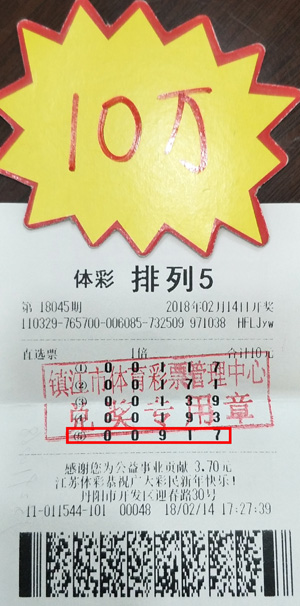 10万
体彩 排列5
第 18045期 2018年02月14日开奖
110329-765700-006085-732509 971038 HFLJyw
直选票 1倍 合计10元
① 0 0 1 1 7
镇江市体育彩票管理中心
② 0 0 1 7 1
③ 0 0 1 3 9
兑奖专用章
④ 0 0 1 9 3
⑤ 0 0 9 1 7
感谢您为公益事业贡献 3.70元
江苏体彩恭祝广大彩民新年快乐!
丹阳市开发区迎春路30号
11-011544-101 00048 18/02/14 17:27:39